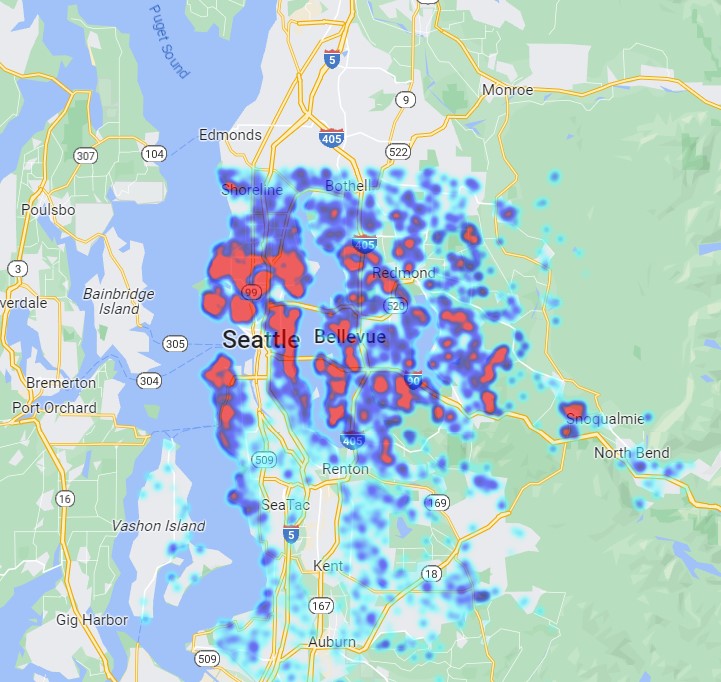 Puget Sound
5
9
Monroe
Edmonds
405
522
307
104
Shoreline
Bothell
Poulsbo
405
3
Redmond
99
Bainbridge
Island
verdale
520
Seattle
Bellevue
305
304
90
Bremerton
Port Orchard
Snoqualmie
405
509
Renton
North Bend
16
SeaTac
169
Vashon Island
5
Kent
18
167
Gig Harbor
Auburn
509